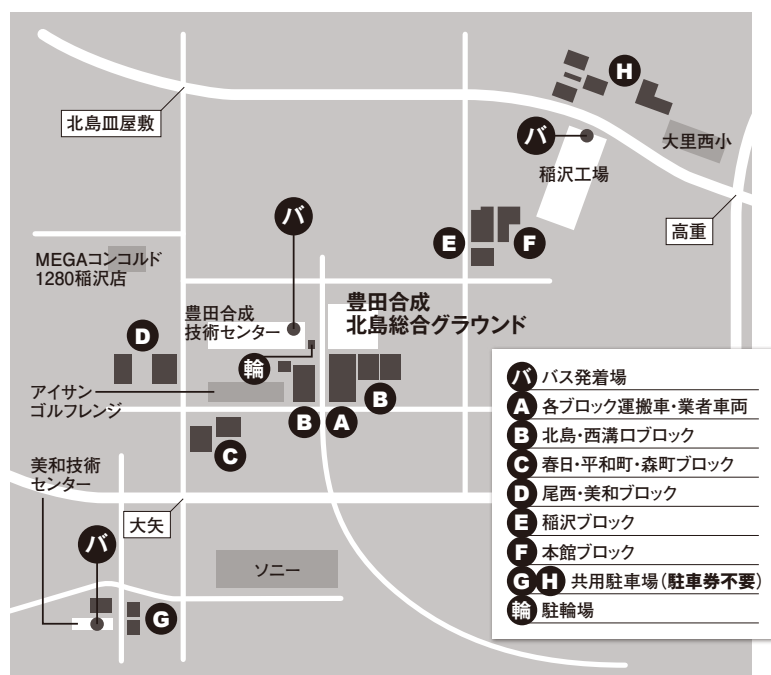 H
北島皿屋敷
バ
大里西小
稲沢工場
バ
E
F
高重
MEGAコンコルド
1280稲沢店
豊田合成
技術センター
豊田合成
北島総合グラウンド
D
輪
アイサン
ゴルフレンジ
B
A
B
C
美和技術
センター
大矢
バ
ソニー
G
バ バス発着場
A 各ブロック運搬車・業者車両
B 北島・西溝口ブロック
C 春日・平和町・森町ブロック
D 尾西・美和ブロック
E 稲沢ブロック
F 本館ブロック
G H 共用駐車場(駐車券不要)
輪 駐輪場